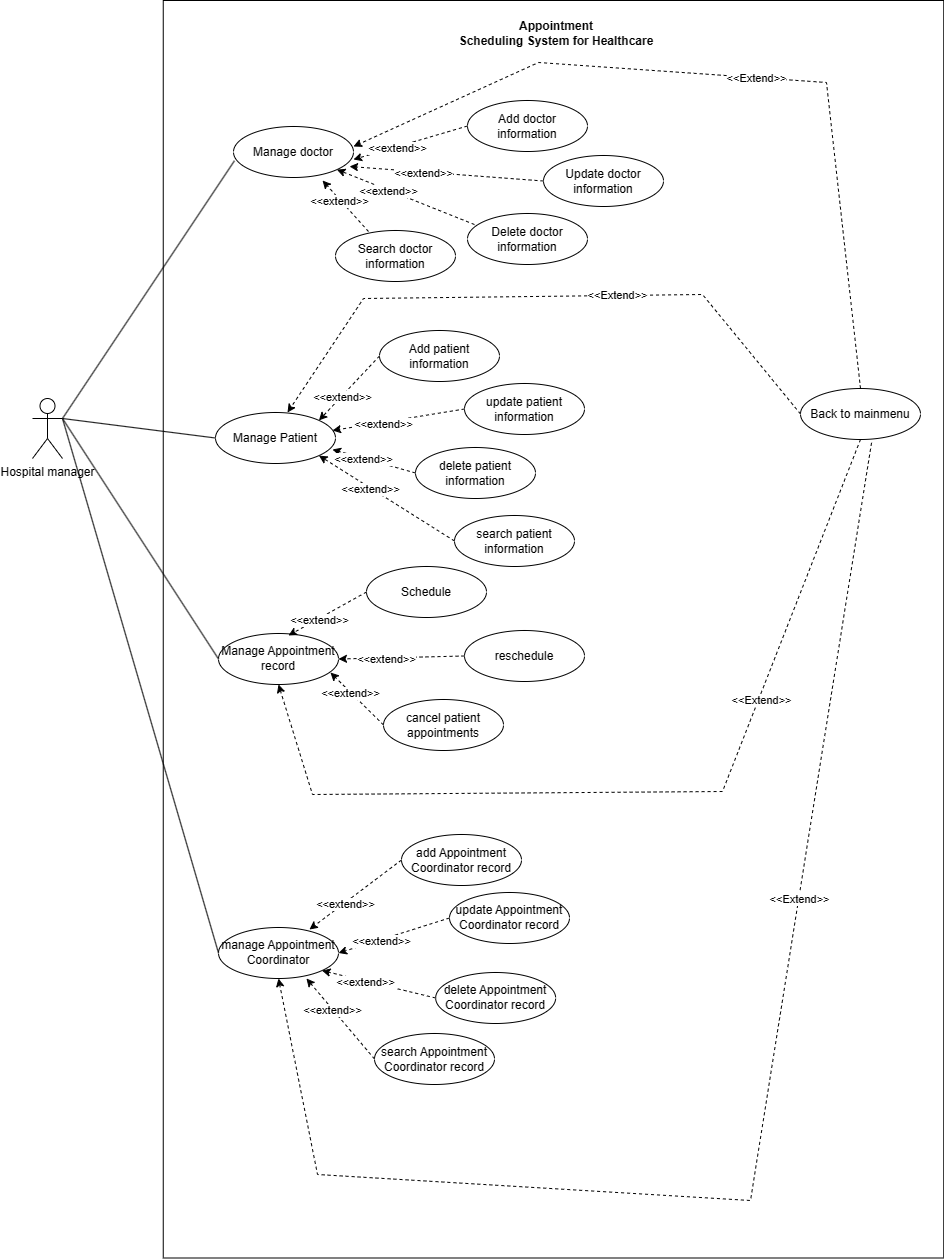 Appointment
Scheduling System for Healthcare
<<Extend>>
Add doctor
information
Manage doctor
<<extend>>
<<extend>>
Update doctor
information
<<extend>>
<<extend>>
Delete doctor
information
Search doctor
information
<<Extend>>
Add patient
information
<<extend>>
update patient
information
Back to mainmenu
<<extend>>
Manage Patient
Hospital manager
<<extend>>
delete patient
information
<<extend>>
search patient
information
Schedule
<<extend>>
Manage Appointment
record
<<extend>>
reschedule
<<extend>>
<<Extend>>
cancel patient
appointments
add Appointment
Coordinator record
<<extend>>
<<Extend>>
update Appointment
Coordinator record
<<extend>>
manage Appointment
Coordinator
<<extend>>
delete Appointment
Coordinator record
<<extend>>
search Appointment
Coordinator record